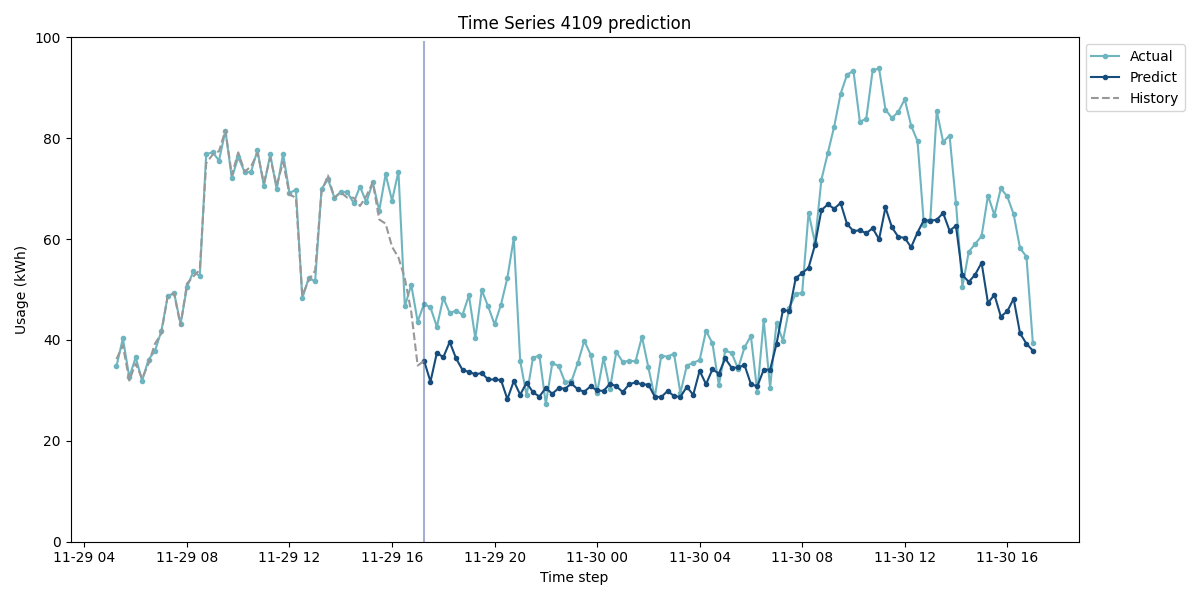 Time Series 4109 prediction
100
80
60
40
20
0
Usage (kWh)
11-29 04 11-29 08 11-29 12 11-29 16 11-29 20 11-30 00 11-30 04 11-30 08 11-30 12 11-30 16
Time step
Actual
Predict
History